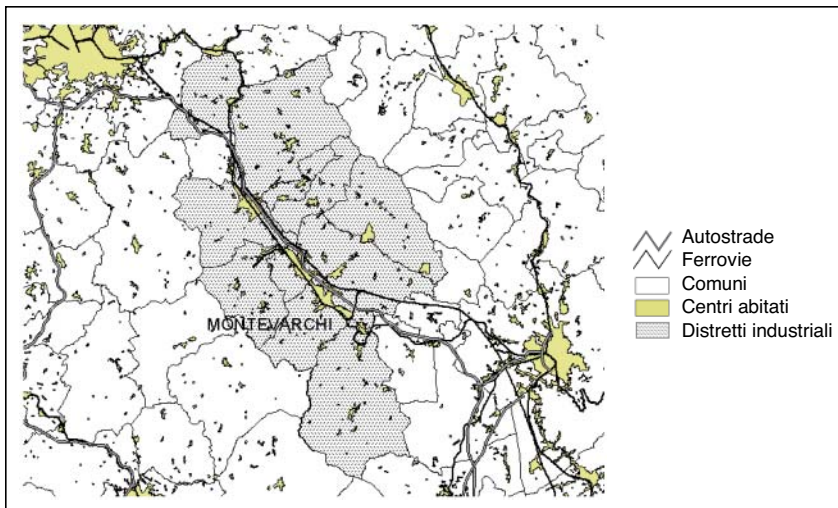 MONTEVARCHI
Autostrade
Ferrovie
Comuni
Centri abitati
Distretti industriali